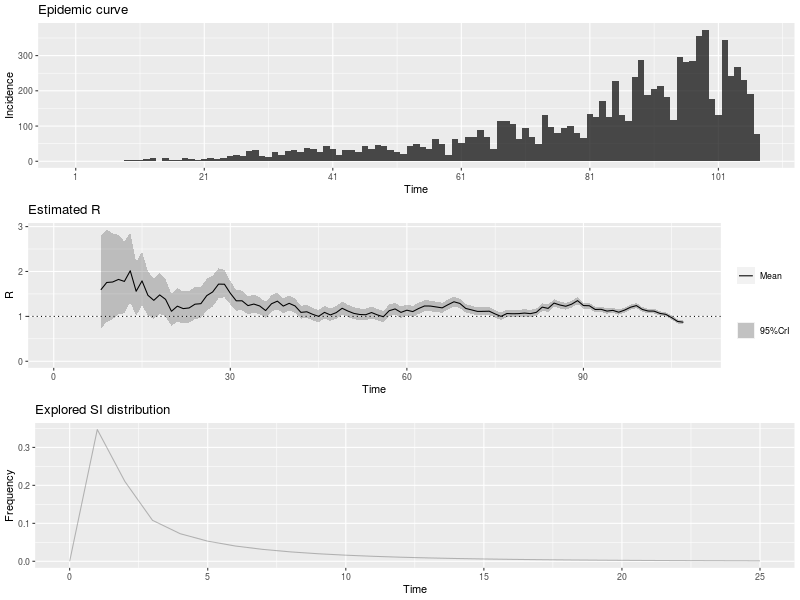 Epidemic curve
Incidence
300
200
100
0
1 21 41 61 81 101
Time
Estimated R
R
3
2
1
0
0 30 60 90
Time
Mean
95%CrI
Explored SI distribution
Frequency
0.3
0.2
0.1
0.0
0 5 10 15 20 25
Time